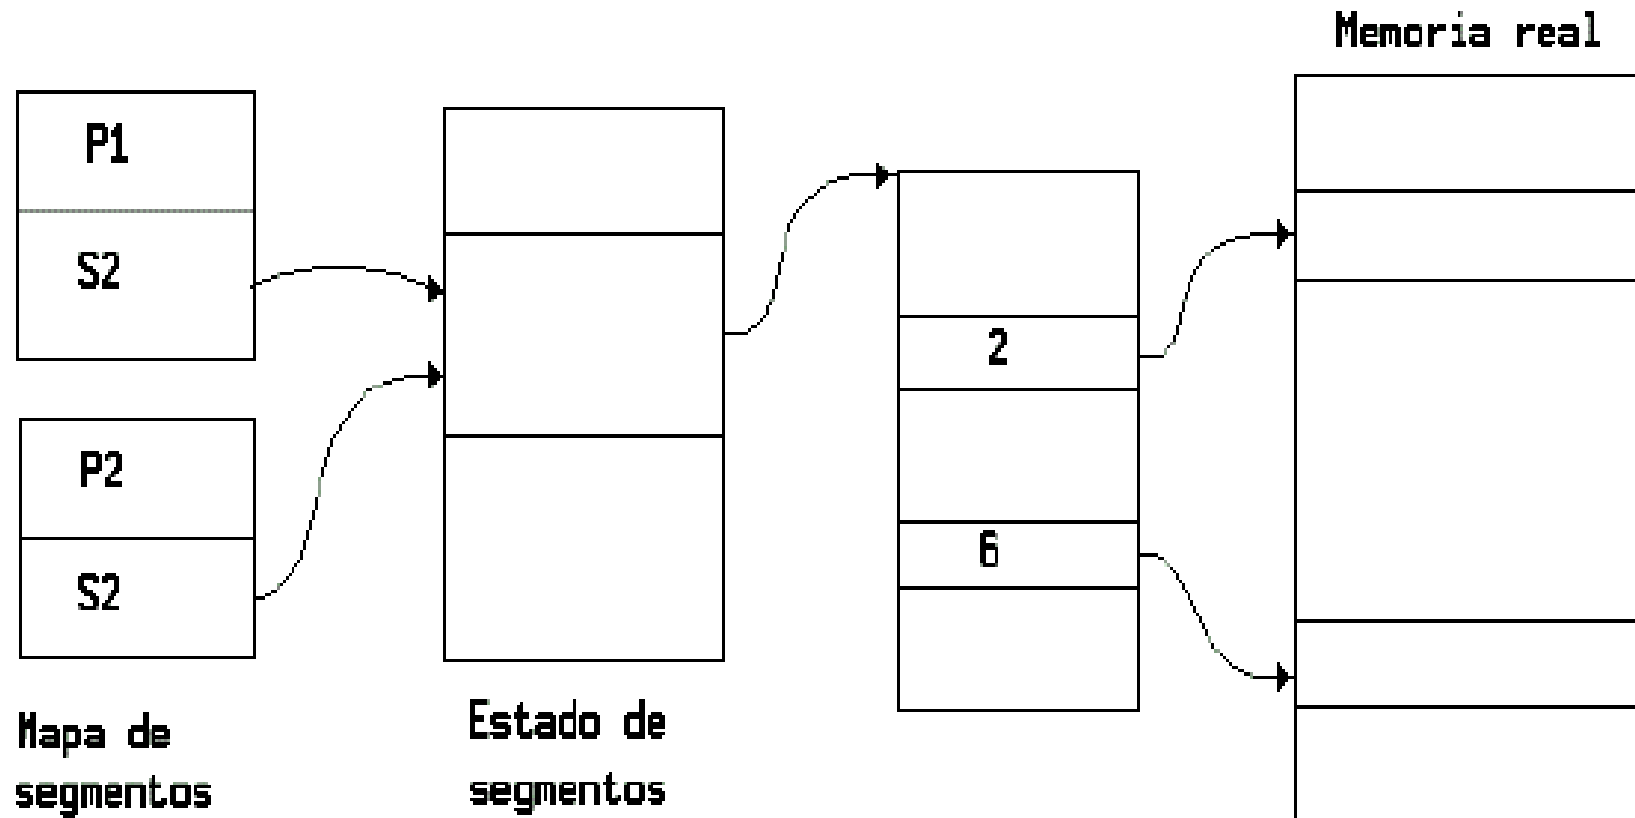 Memoria real
P1
S2
P2
S2
2
6
Mapa de
segmentos
Estado de
segmentos